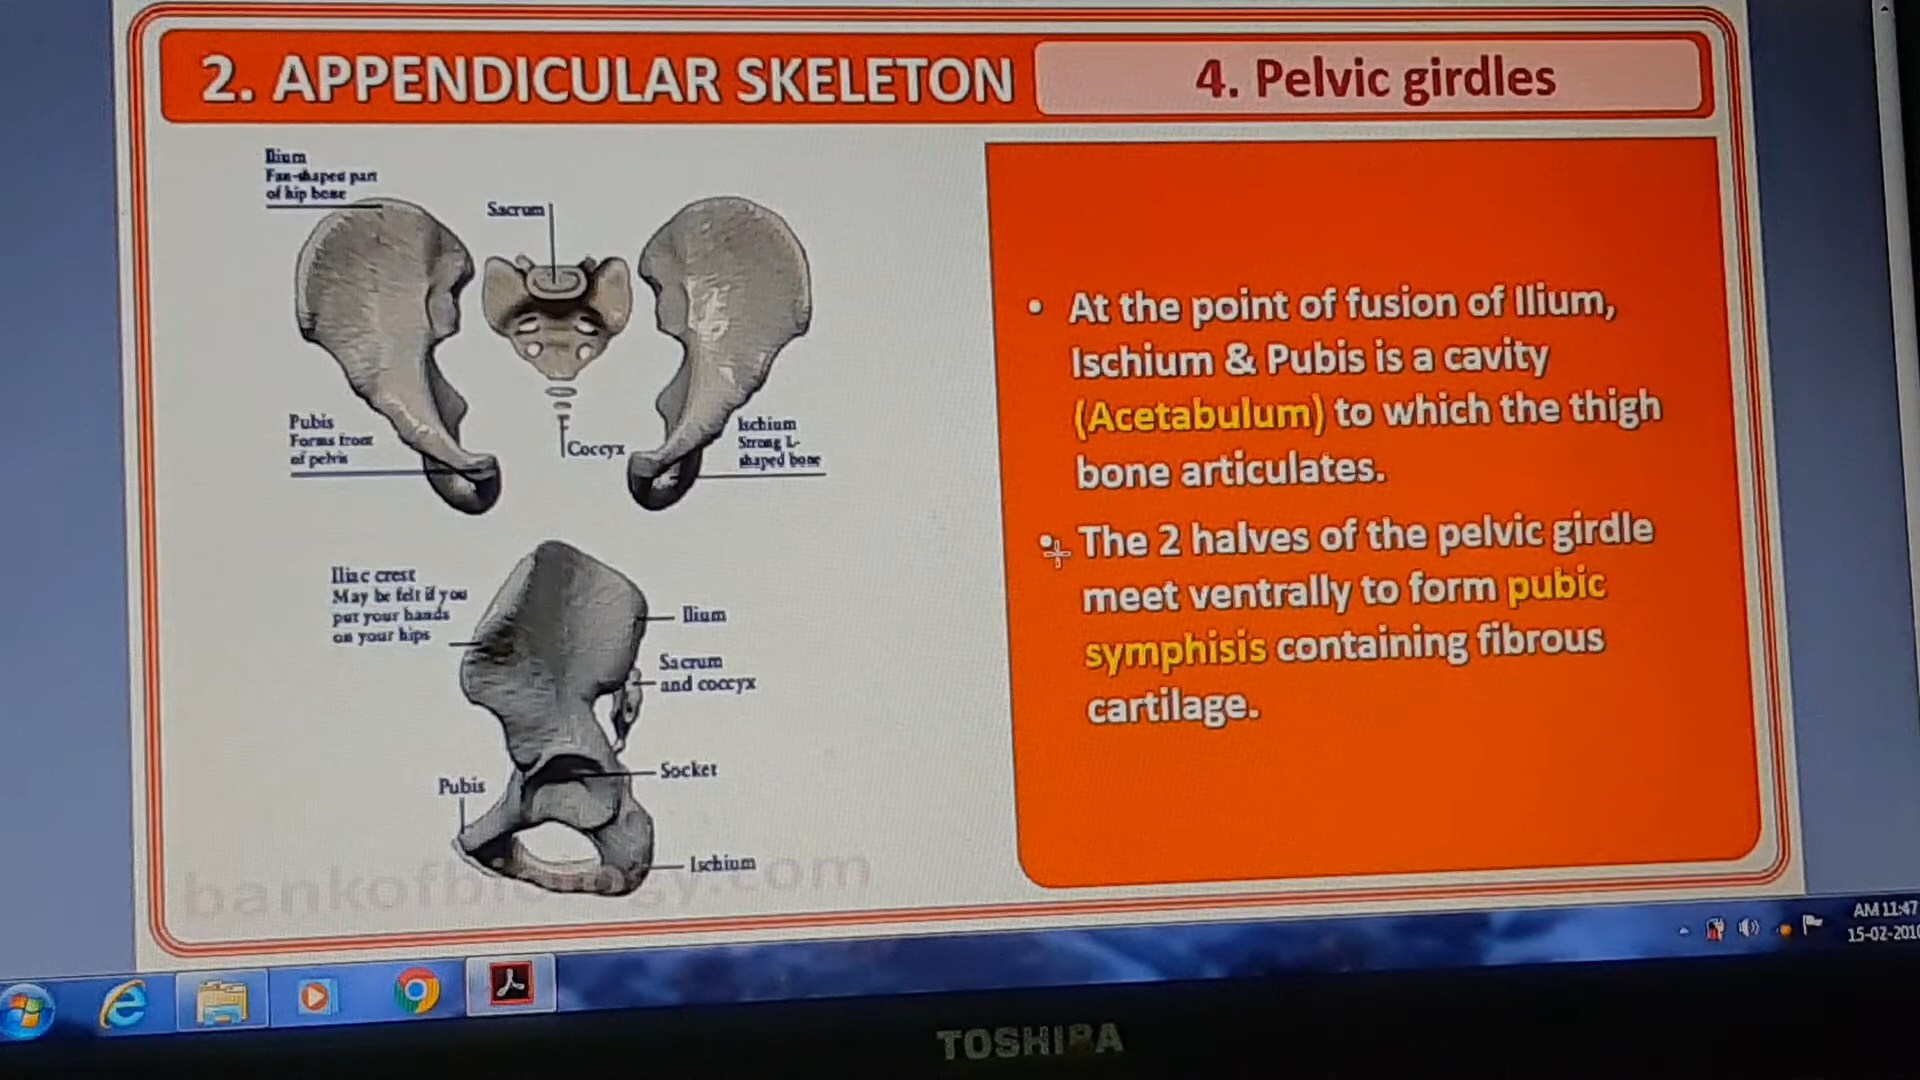 2. APPENDICULAR SKELETON
4. Pelvic girdles
Ilium
Fan-shaped part
of hip bone
Sacrum
Pubis
Forms front
of pelvis
Coccyx
Ischium
Strong L-
shaped bone
Iliac crest
May be felt if you
put your hands
on your hips
Ilium
Sacrum
and coccyx
Socket
Pubis
Ischium
bankofbiology.com
• At the point of fusion of Ilium,
Ischium & Pubis is a cavity
(Acetabulum) to which the thigh
bone articulates.
• The 2 halves of the pelvic girdle
meet ventrally to form pubic
symphisis containing fibrous
cartilage.
AM 11:47
15-02-2010
TOSHIBA